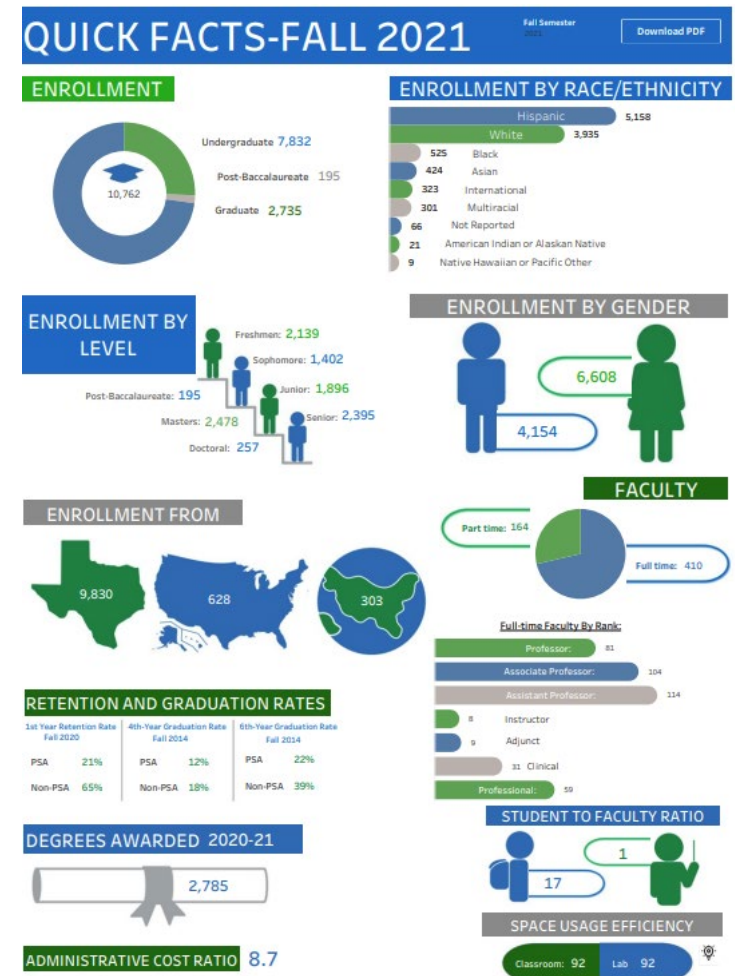 QUICK FACTS-FALL 2021
Fall Semester
2021
Download PDF
ENROLLMENT
10,762
Undergraduate 7,832
Post-Baccalaureate 195
Graduate 2,735
ENROLLMENT BY RACE/ETHNICITY
Hispanic 5,158
White 3,935
525 Black
424 Asian
323 International
301 Multiracial
66 Not Reported
21 American Indian or Alaskan Native
9 Native Hawaiian or Pacific Other
ENROLLMENT BY
LEVEL
Freshmen: 2,139
Sophomore: 1,402
Junior: 1,896
Senior: 2,395
Post-Baccalaureate: 195
Masters: 2,478
Doctoral: 257
ENROLLMENT BY GENDER
6,608
4,154
ENROLLMENT FROM
9,830
628
303
FACULTY
Part time: 164
Full time: 410
Full-time Faculty By Rank:
Professor: 81
Associate Professor: 104
Assistant Professor: 114
8 Instructor
9 Adjunct
31 Clinical
Professional: 59
RETENTION AND GRADUATION RATES
1st Year Retention Rate
Fall 2020
PSA 21%
Non-PSA 65%
4th-Year Graduation Rate
Fall 2014
PSA 12%
Non-PSA 18%
6th-Year Graduation Rate
Fall 2014
PSA 22%
Non-PSA 39%
DEGREES AWARDED 2020-21
2,785
STUDENT TO FACULTY RATIO
1
17
ADMINISTRATIVE COST RATIO 8.7
SPACE USAGE EFFICIENCY
Classroom: 92 Lab 92